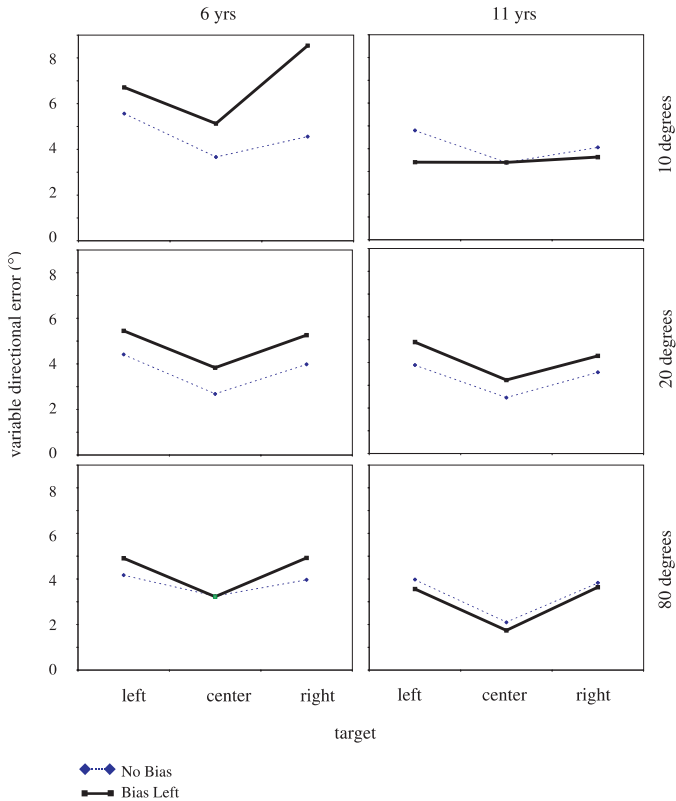 6 yrs
11 yrs
8
6
4
2
0
10 degrees
8
6
4
2
0
20 degrees
variable directional error (°)
8
6
4
2
0
80 degrees
left center right left center right
target
No Bias
Bias Left